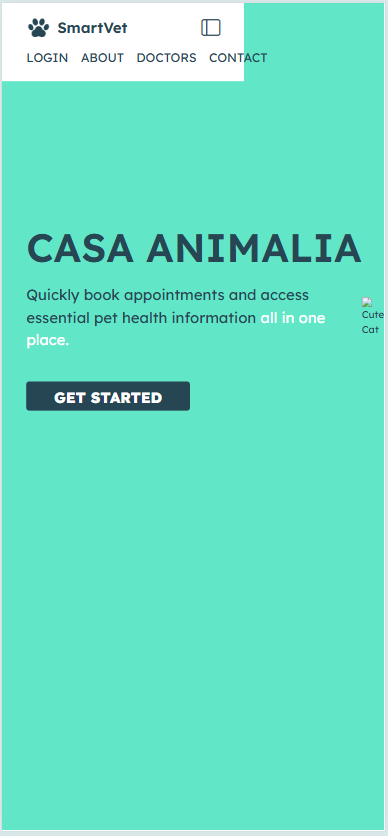 SmartVet
LOGIN ABOUT DOCTORS CONTACT
CASA ANIMALIA
Quickly book appointments and access
essential pet health information all in one
place.
Cute
Cat
GET STARTED